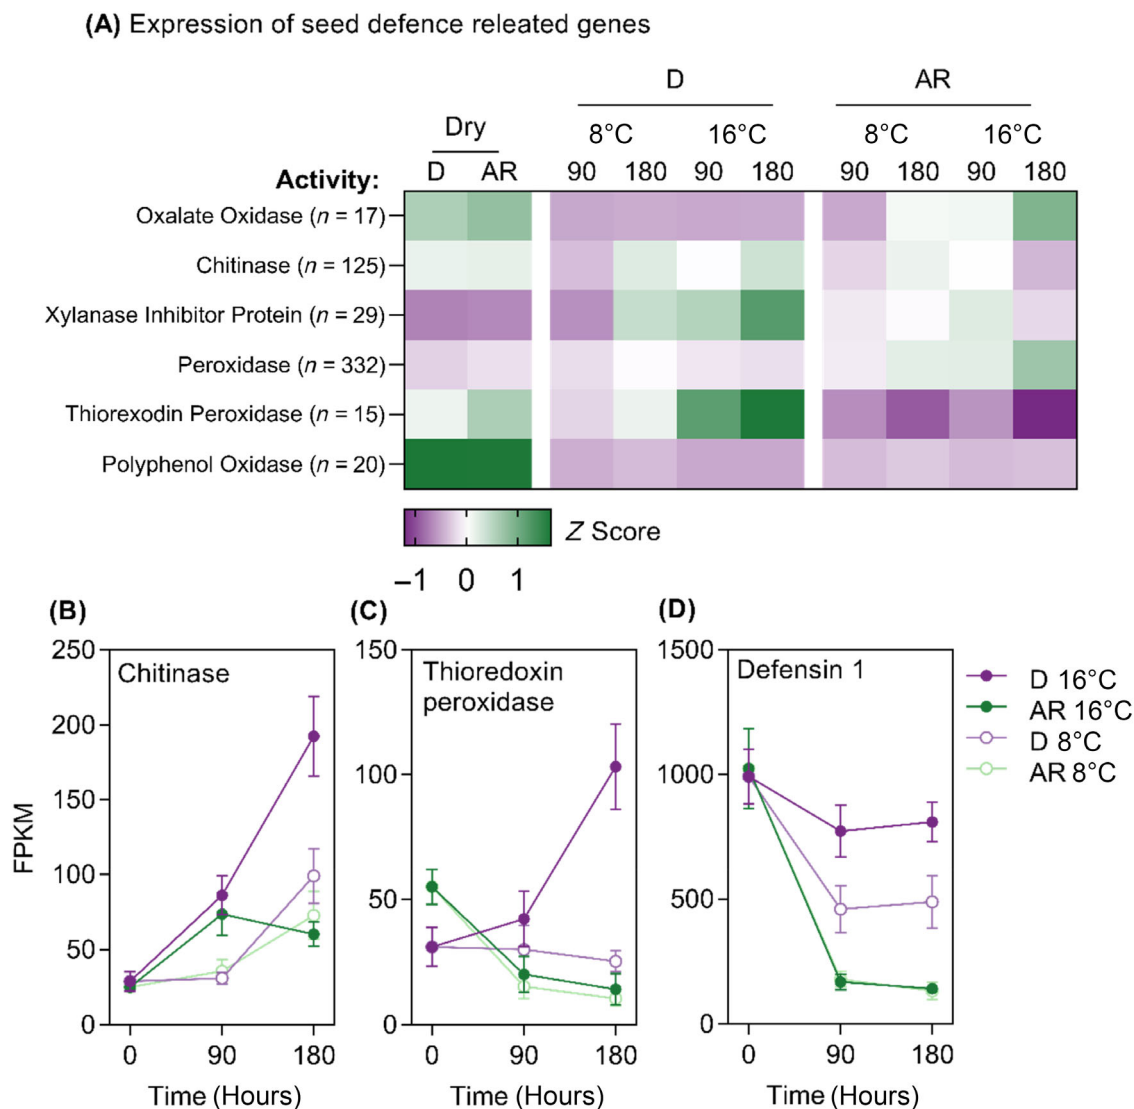 (A) Expression of seed defence releated genes
D AR
Dry 8°C 16°C 8°C 16°C
Activity: D AR 90 180 90 180 90 180 90 180
Oxalate Oxidase (n = 17)
Chitinase (n = 125)
Xylanase Inhibitor Protein (n = 29)
Peroxidase (n = 332)
Thiorexodin Peroxidase (n = 15)
Polyphenol Oxidase (n = 20)
Z Score
–1 0 1
(B)
Chitinase
250
200
150
100
50
0
FPKM
0 90 180
Time (Hours)
(C)
Thioredoxin
peroxidase
150
100
50
0
0 90 180
Time (Hours)
(D)
Defensin 1
1500
1000
500
0
0 90 180
Time (Hours)
D 16°C
AR 16°C
D 8°C
AR 8°C